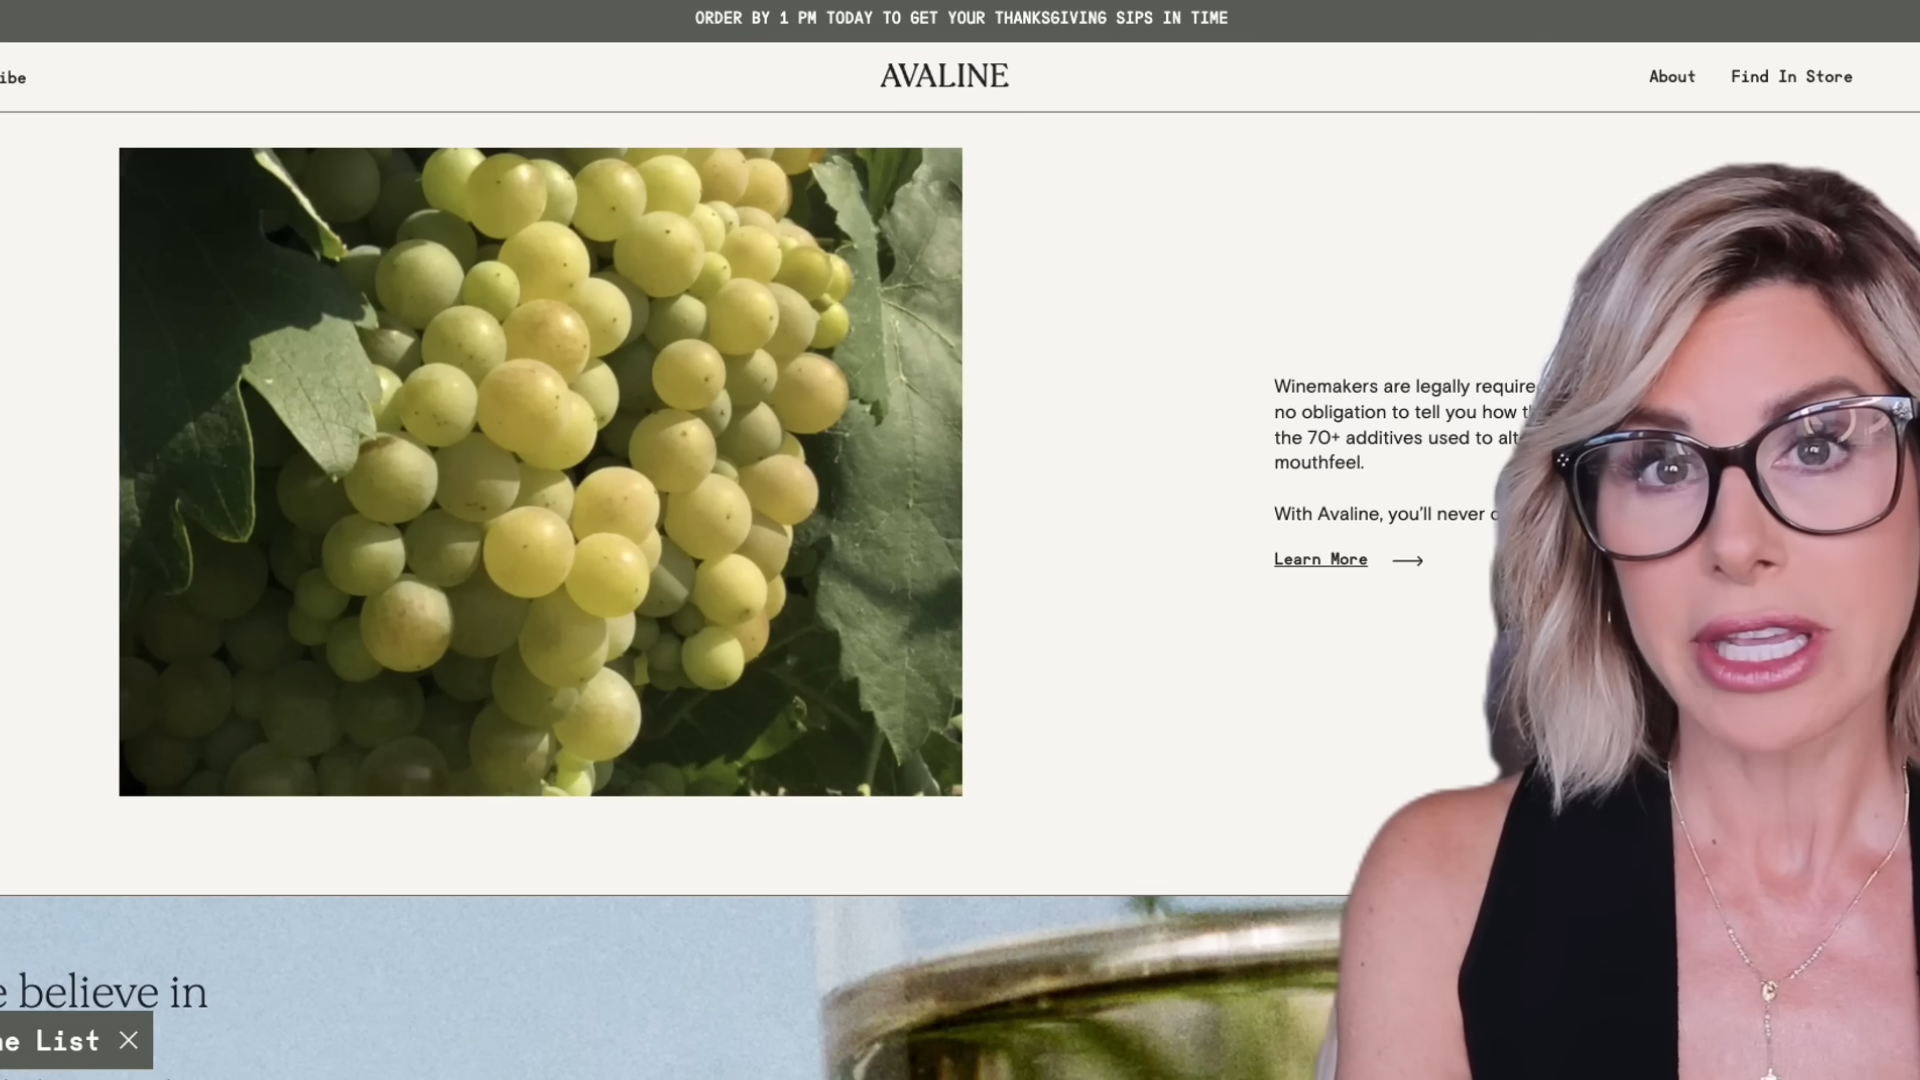 ORDER BY 1 PM TODAY TO GET YOUR THANKSGIVING SIPS IN TIME
ibe
AVALINE
About
Find In Store
Winemakers are legally require
no obligation to tell you how t
the 70+ additives used to alt
mouthfeel.
With Avaline, you'll never
Learn More
e believe in
ne List